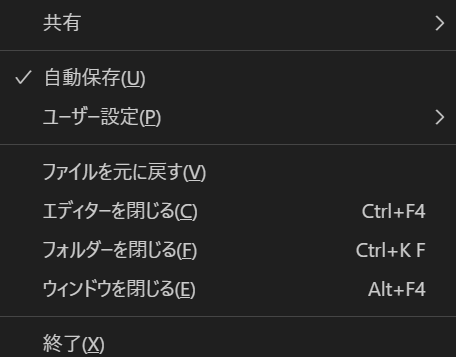 共有
自動保存(U)
ユーザー設定(P)
ファイルを元に戻す(V)
エディターを閉じる(C) Ctrl+F4
フォルダーを閉じる(F) Ctrl+K F
ウィンドウを閉じる(E) Alt+F4
終了(X)